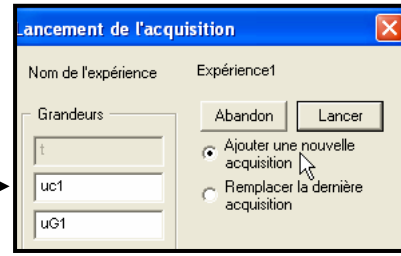 Lancement de l'acquisition
Nom de l'expérience
Expérience1
Grandeurs
Abandon
Lancer
t
Ajouter une nouvelle
acquisition
uc1
Remplacer la dernière
acquisition
uG1